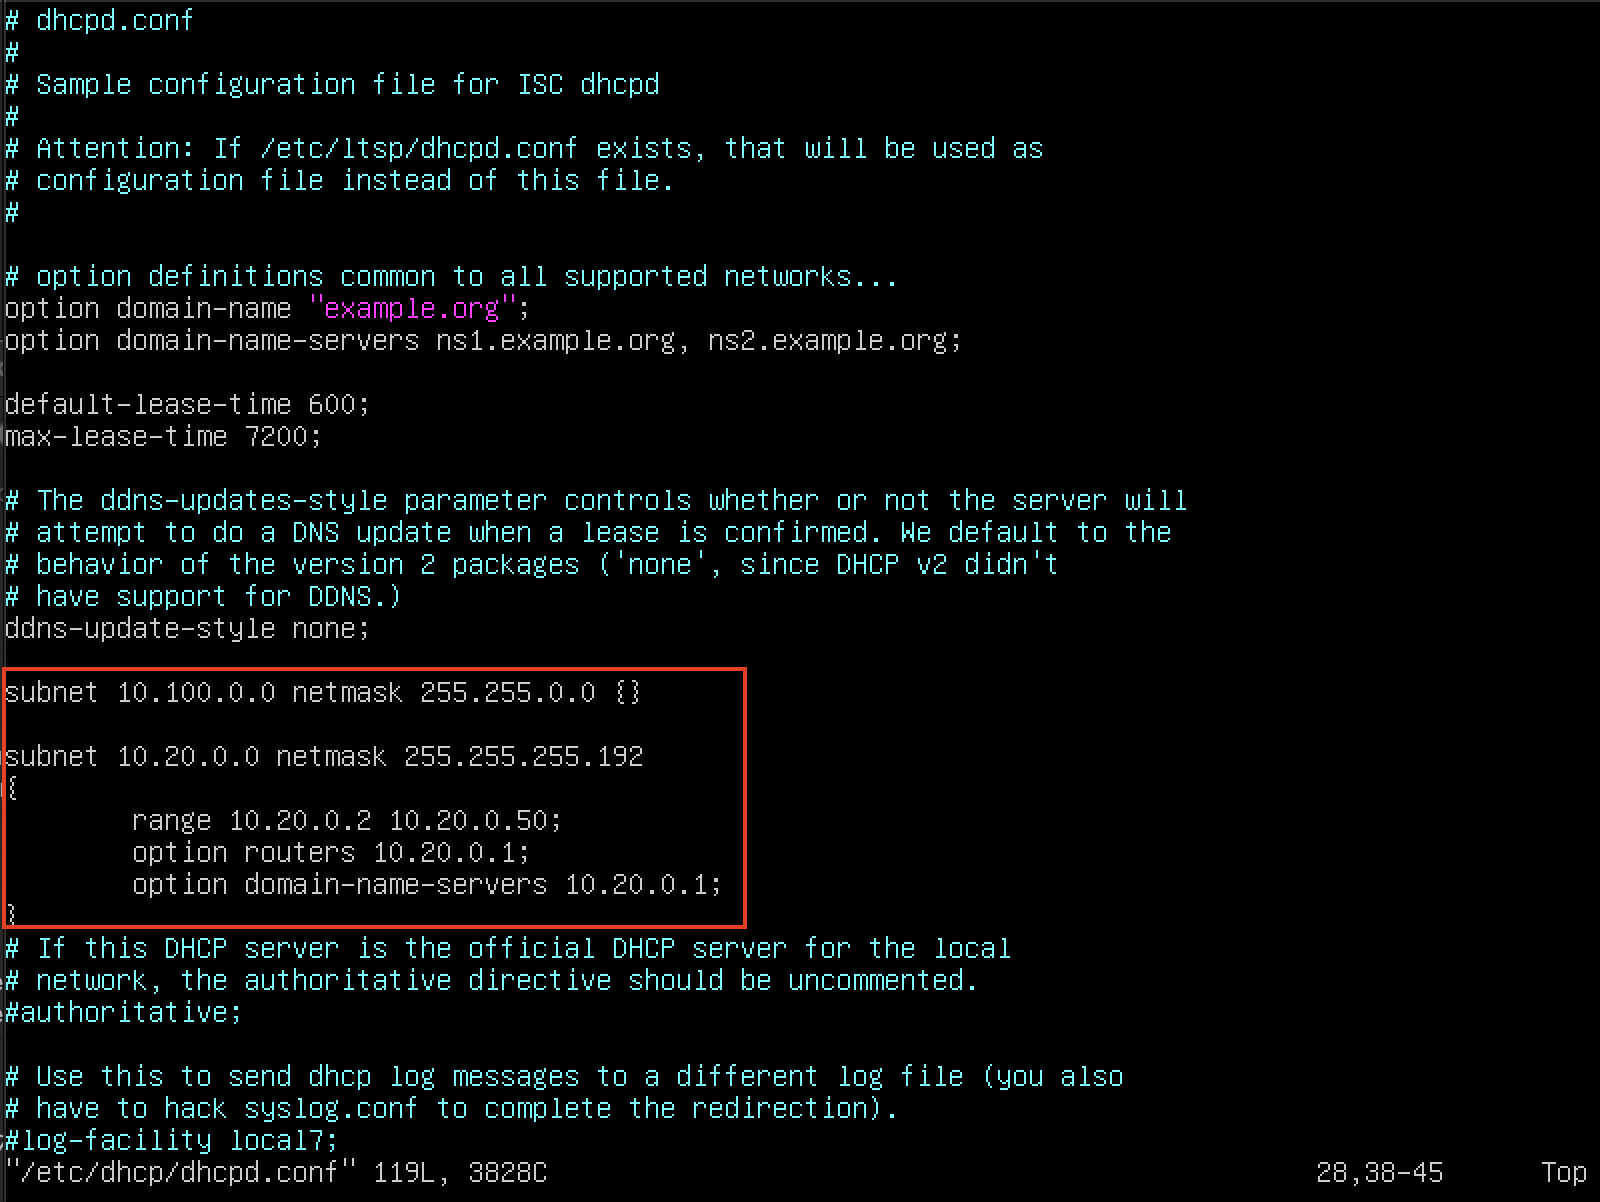 # dhcpd.conf
#
# Sample configuration file for ISC dhcpd
#
# Attention: If /etc/ltsp/dhcpd.conf exists, that will be used as
# configuration file instead of this file.
#
# option definitions common to all supported networks...
option domain-name "example.org";
option domain-name-servers ns1.example.org, ns2.example.org;
default-lease-time 600;
max-lease-time 7200;
# The ddns-updates-style parameter controls whether or not the server will
# attempt to do a DNS update when a lease is confirmed. We default to the
# behavior of the version 2 packages ('none', since DHCP v2 didn't
# have support for DDNS.)
ddns-update-style none;
subnet 10.100.0.0 netmask 255.255.0.0 {}
subnet 10.20.0.0 netmask 255.255.255.192
{
range 10.20.0.2 10.20.0.50;
option routers 10.20.0.1;
option domain-name-servers 10.20.0.1;
}
# If this DHCP server is the official DHCP server for the local
# network, the authoritative directive should be uncommented.
#authoritative;
# Use this to send dhcp log messages to a different log file (you also
# have to hack syslog.conf to complete the redirection).
#log-facility local7;
"/etc/dhcp/dhcpd.conf" 119L, 3828C 28,38-45 Top